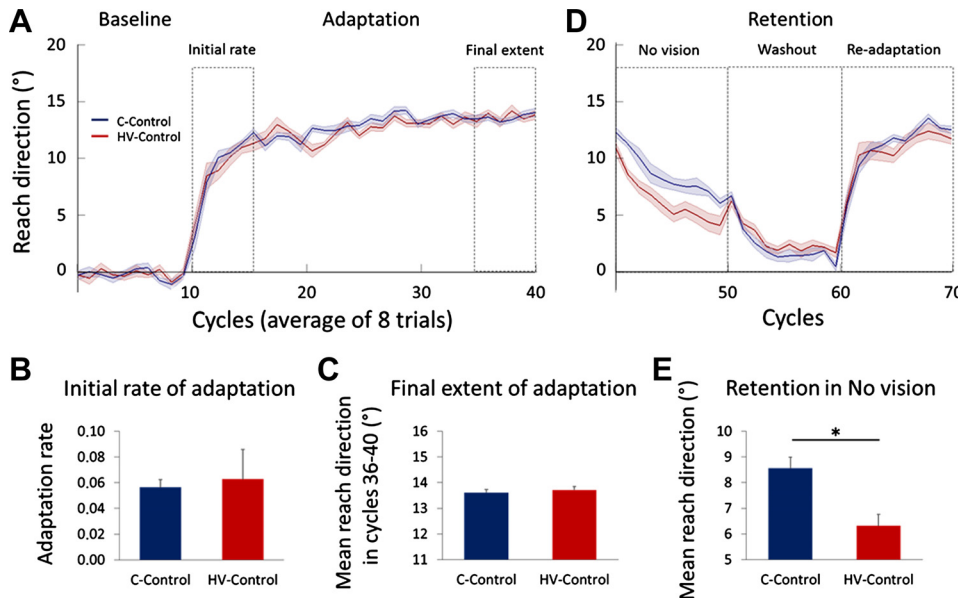 A
Baseline
Adaptation
Initial rate
Final extent
C-Control
HV-Control
Reach direction (°)
20
15
10
5
0
10
20
30
40
Cycles (average of 8 trials)
D
Retention
No vision
Washout
Re-adaptation
20
15
10
5
0
50
60
70
Cycles
B
Initial rate of adaptation
Adaptation rate
0.10
0.08
0.06
0.04
0.02
0.00
C-Control
HV-Control
C
Final extent of adaptation
Mean reach direction
in cycles 36-40 (°)
16
15
14
13
12
11
C-Control
HV-Control
E
Retention in No vision
Mean reach direction (°)
10
9
8
7
6
5
*
C-Control
HV-Control